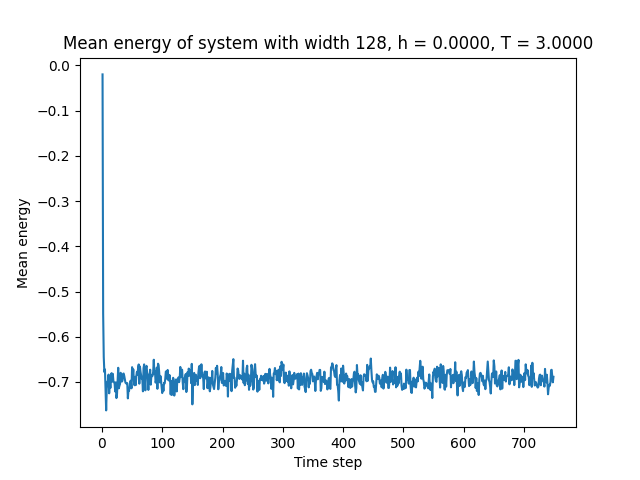 Mean energy of system with width 128, h = 0.0000, T = 3.0000
0.0
−0.1
−0.2
−0.3
−0.4
−0.5
−0.6
−0.7
Mean energy
0 100 200 300 400 500 600 700
Time step